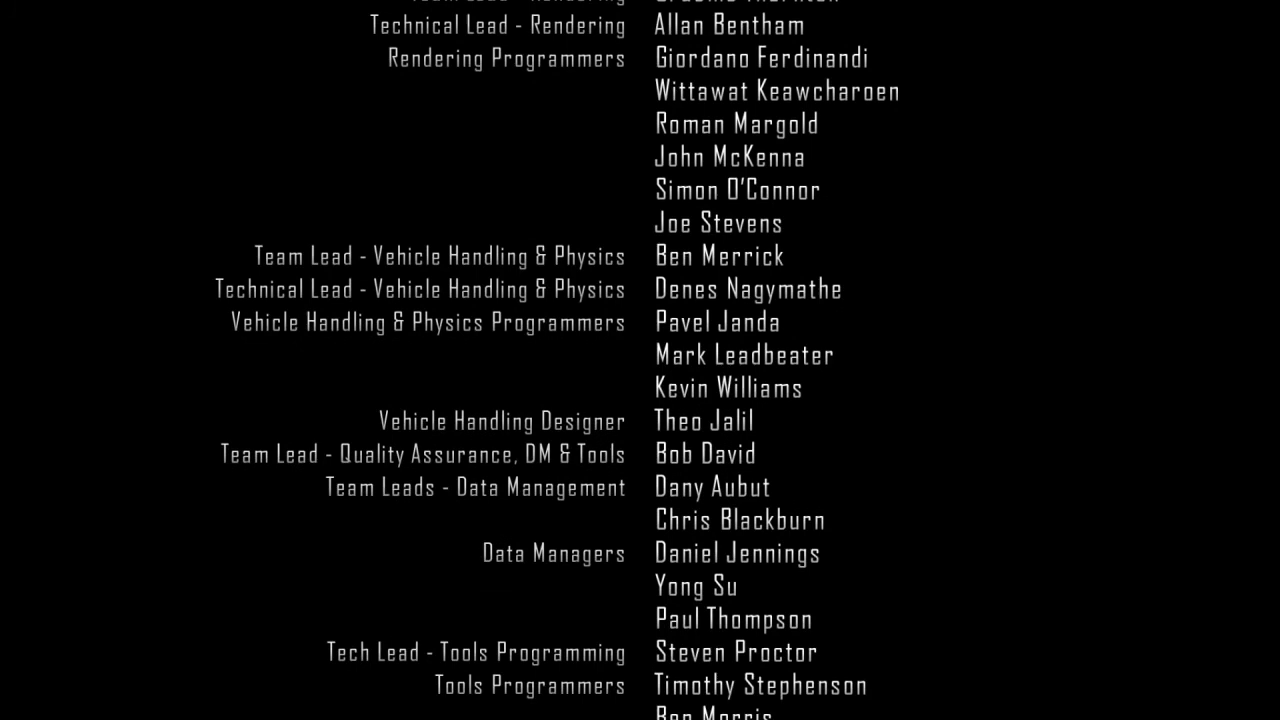 Technical Lead - Rendering Allan Bentham
Rendering Programmers Giordano Ferdinandi
Wittawat Keawcharoen
Roman Margold
John McKenna
Simon O'Connor
Joe Stevens
Team Lead - Vehicle Handling & Physics Ben Merrick
Technical Lead - Vehicle Handling & Physics Denes Nagymathe
Vehicle Handling & Physics Programmers Pavel Janda
Mark Leadbeater
Kevin Williams
Vehicle Handling Designer Theo Jalil
Team Lead - Quality Assurance, DM & Tools Bob David
Team Leads - Data Management Dany Aubut
Chris Blackburn
Data Managers Daniel Jennings
Yong Su
Paul Thompson
Tech Lead - Tools Programming Steven Proctor
Tools Programmers Timothy Stephenson
Ben Morris